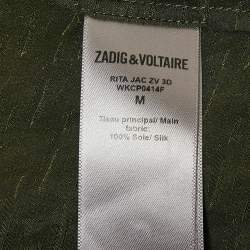 ZADIG & VOLTAIRE
RITA JAC ZV 3D
WKCP0414F
M
Tissu principal/ Main
fabric:
100% Soie/ Silk